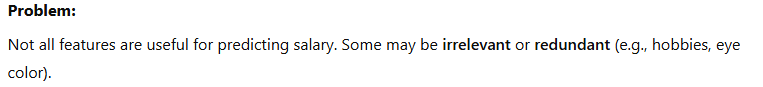 Problem:
Not all features are useful for predicting salary. Some may be irrelevant or redundant (e.g., hobbies, eye
color).